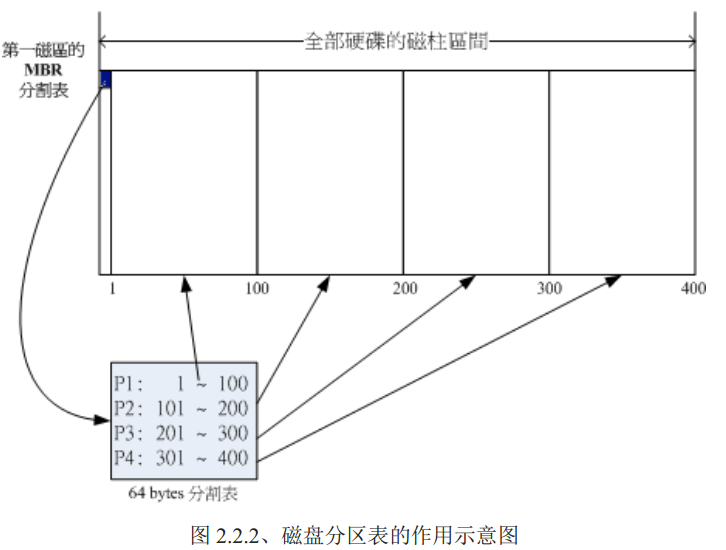 全部硬碟的磁柱區間
第一磁區的
MBR
分割表
1
100
200
300
400
P1: 1 ~ 100
P2: 101 ~ 200
P3: 201 ~ 300
P4: 301 ~ 400
64 bytes 分割表
图 2.2.2、磁盘分区表的作用示意图